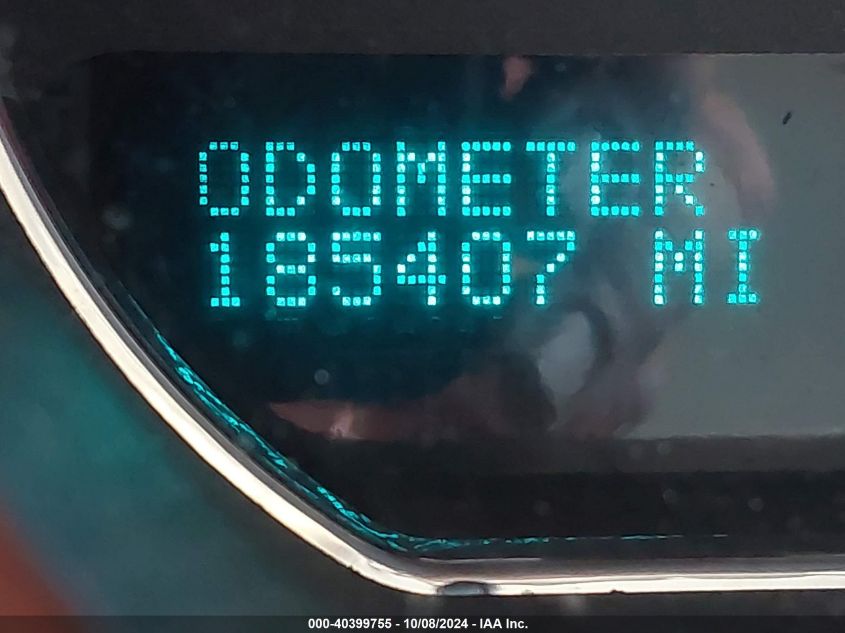 ODOMETER
185407 MI
000-40399755 - 10/08/2024 - IAA Inc.